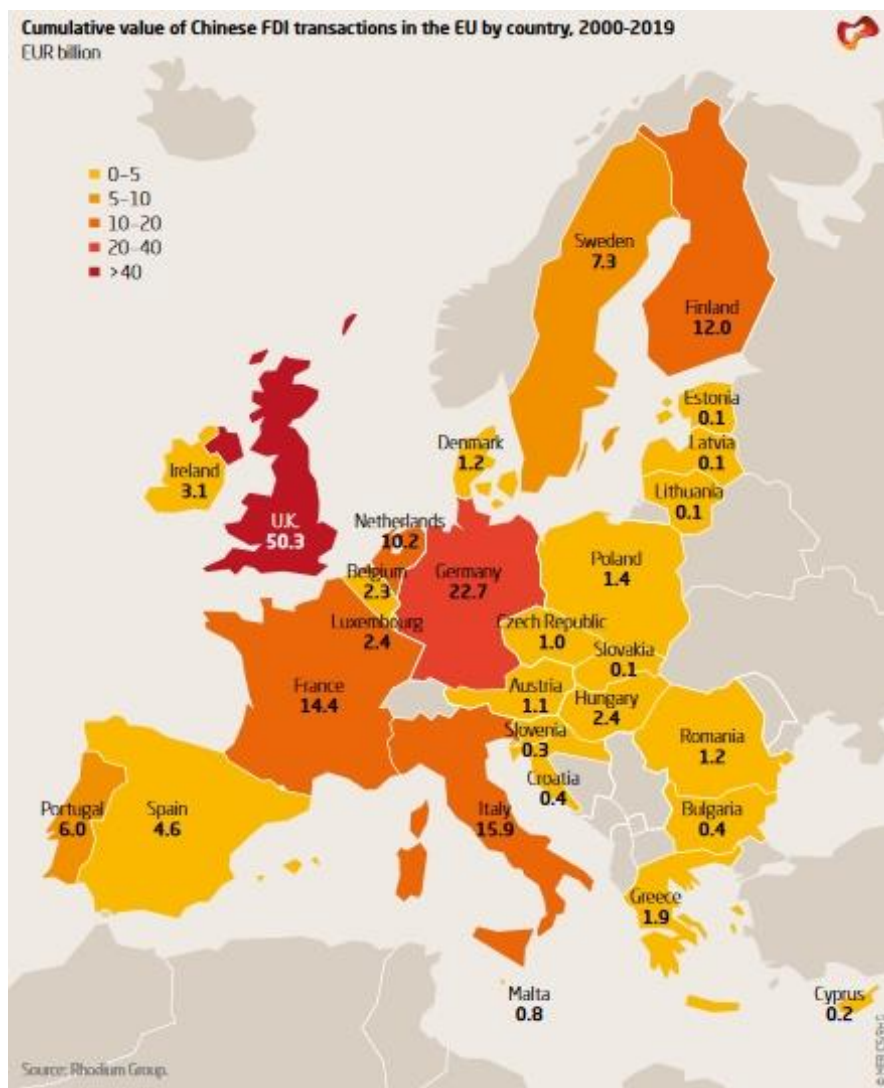 Cumulative value of Chinese FDI transactions in the EU by country, 2000-2019
EUR billion
0–5
5–10
10–20
20–40
>40
Sweden
7.3
Finland
12.0
Estonia
0.1
Latvia
0.1
Lithuania
0.1
Denmark
1.2
Ireland
3.1
U.K.
50.3
Netherlands
10.2
Belgium
2.3
Luxembourg
2.4
Germany
22.7
Poland
1.4
Czech Republic
1.0
Slovakia
0.1
Austria
1.1
Hungary
2.4
France
14.4
Slovenia
0.3
Croatia
0.4
Romania
1.2
Bulgaria
0.4
Portugal
6.0
Spain
4.6
Italy
15.9
Greece
1.9
Malta
0.8
Cyprus
0.2
Source: Rhodium Group.